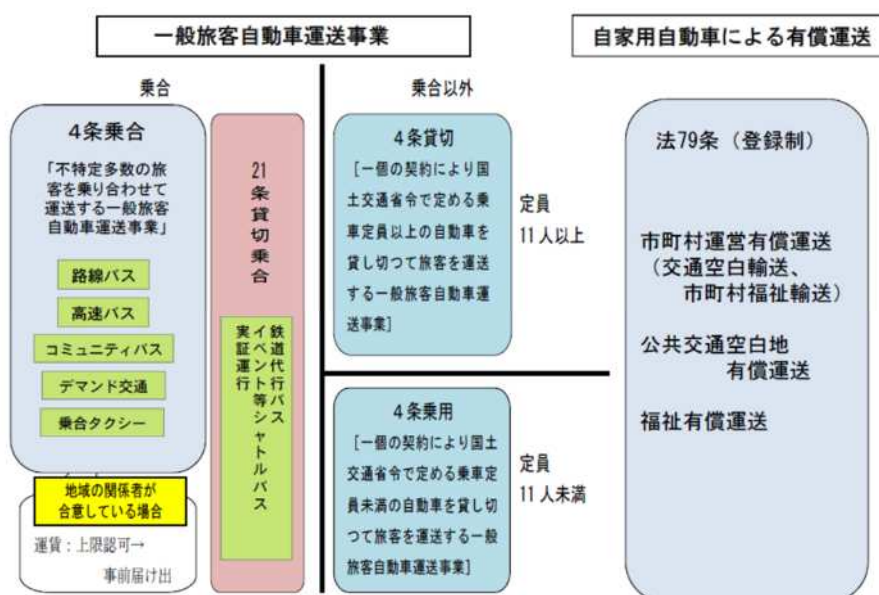 一般旅客自動車運送事業
自家用自動車による有償運送
乗合
乗合以外
4条乗合
「不特定多数の旅
客を乗り合わせて
運送する一般旅客
自動車運送事業」
路線バス
高速バス
コミュニティバス
デマンド交通
乗合タクシー
地域の関係者が
合意している場合
運賃：上限認可→
事前届け出
21条貸切乗合
鉄道代行バス
イベント等シャトルバス
実証運行
4条貸切
[一個の契約により国
土交通省令で定める乗
車定員以上の自動車を
貸し切つて旅客を運送
する一般旅客自動車運
送事業]
定員
11人以上
4条乗用
[一個の契約により国土
交通省令で定める乗車定
員未満の自動車を貸し切
つて旅客を運送する一般
旅客自動車運送事業]
定員
11人未満
法79条（登録制）
市町村運営有償運送
（交通空白輸送、
市町村福祉輸送）
公共交通空白地
有償運送
福祉有償運送